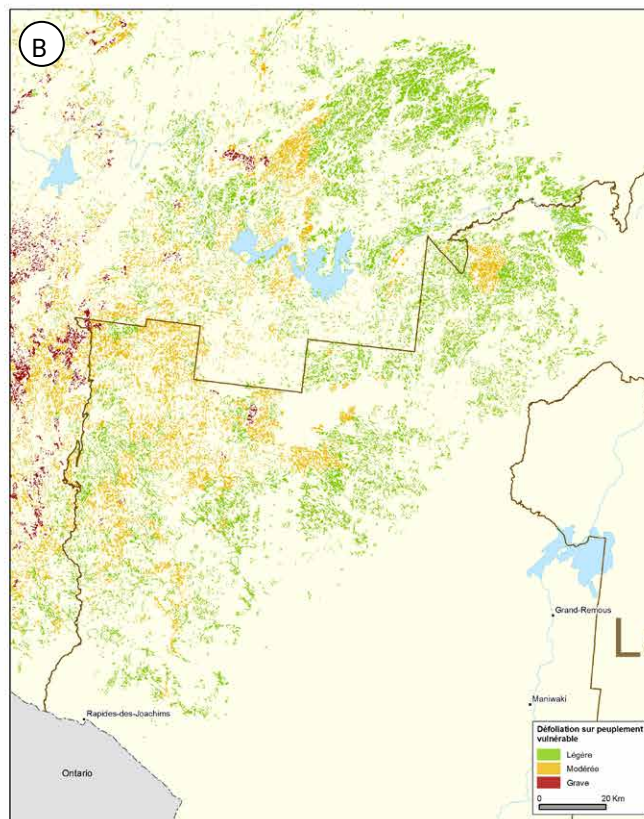 B
Grand-Remous
L
Maniwaki
Rapides-des-Joachims
Ontario
Défoliation sur peuplement
vulnérable
Légère
Modérée
Grave
0 20 Km